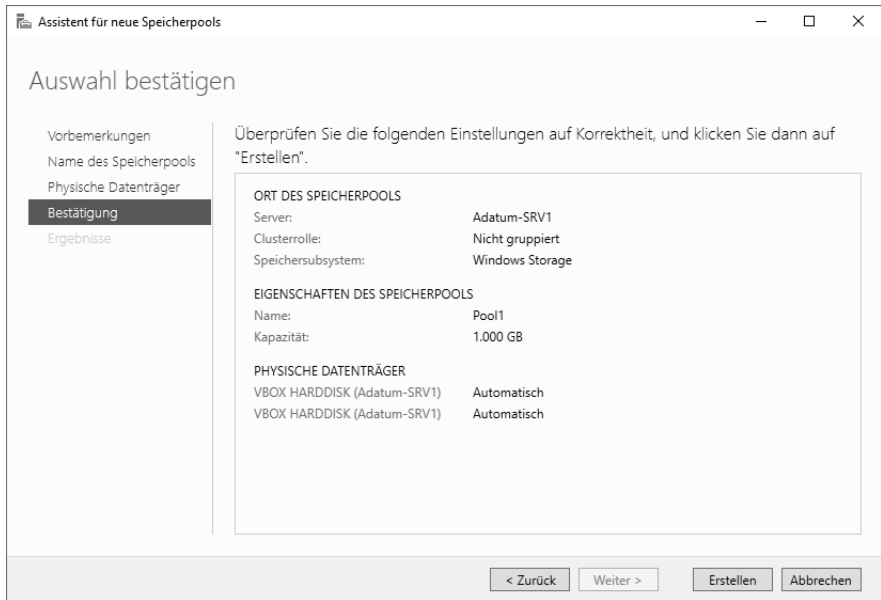 Assistent für neue Speicherpools
Auswahl bestätigen
Vorbemerkungen
Name des Speicherpools
Physische Datenträger
Bestätigung
Ergebnisse
Überprüfen Sie die folgenden Einstellungen auf Korrektheit, und klicken Sie dann auf
"Erstellen".
ORT DES SPEICHERPOOLS
Server: Adatum-SRV1
Clusterrolle: Nicht gruppiert
Speichersubsystem: Windows Storage
EIGENSCHAFTEN DES SPEICHERPOOLS
Name: Pool1
Kapazität: 1.000 GB
PHYSISCHE DATENTRÄGER
VBOX HARDDISK (Adatum-SRV1) Automatisch
VBOX HARDDISK (Adatum-SRV1) Automatisch
< Zurück Weiter > Erstellen Abbrechen